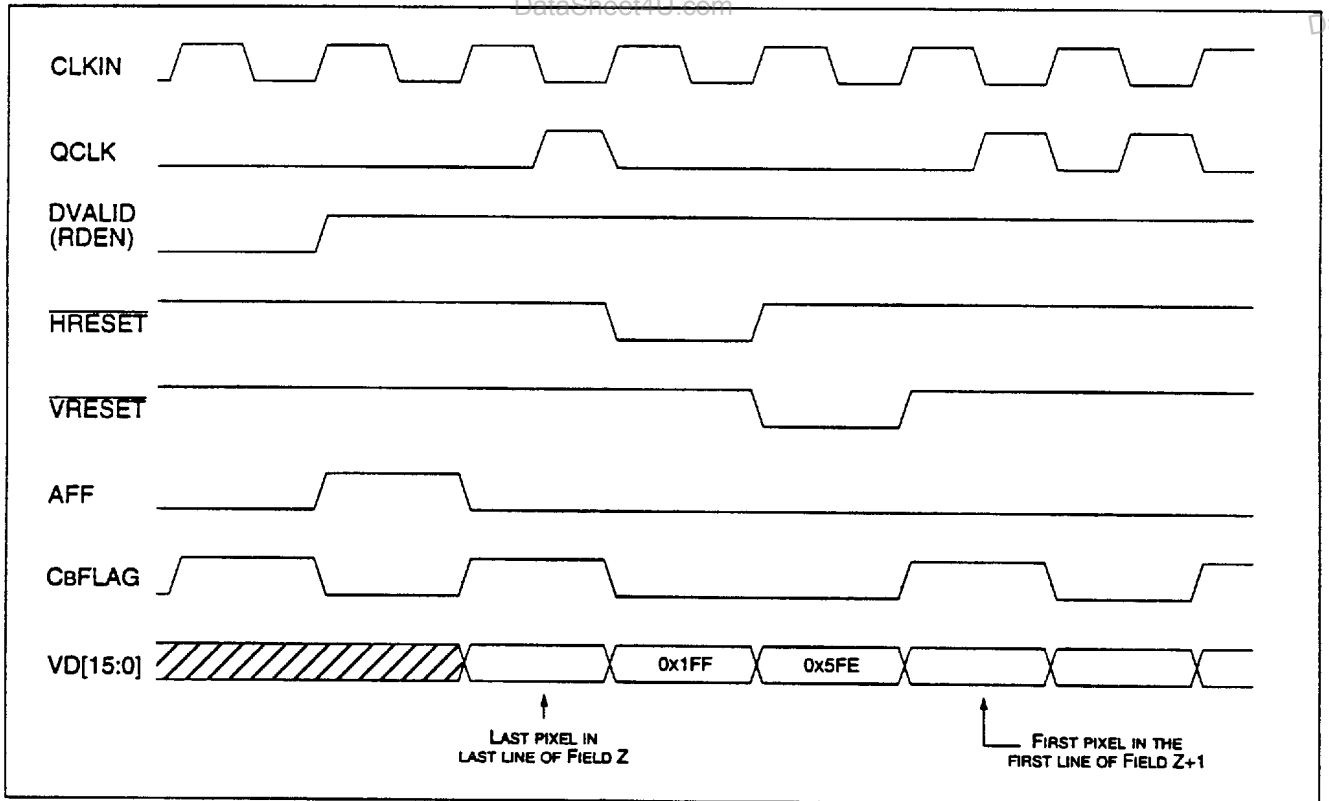 DataSheet4U.com
D
CLKIN
QCLK
DVALID
(RDEN)
HRESET
VRESET
AFF
CBFLAG
VD[15:0]
0x1FF
0x5FE
LAST PIXEL IN
LAST LINE OF FIELD Z
FIRST PIXEL IN THE
FIRST LINE OF FIELD Z+1